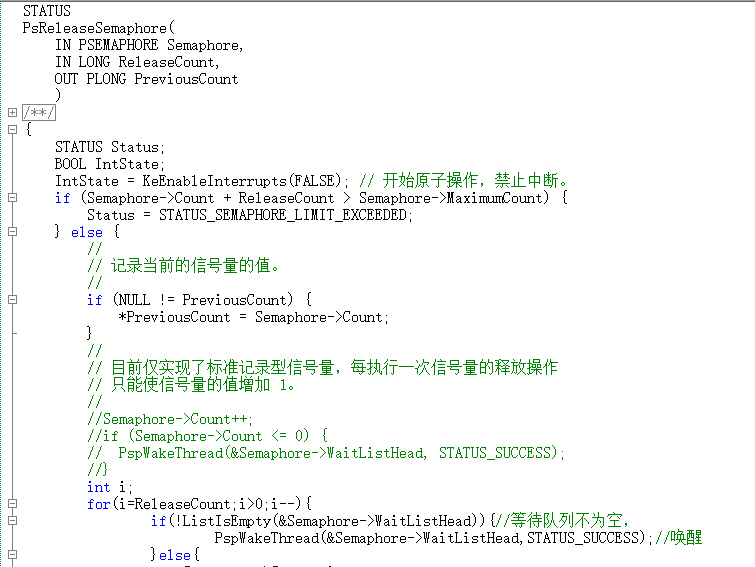 STATUS
PsReleaseSemaphore(
    IN PSEMAPHORE Semaphore,
    IN LONG ReleaseCount,
    OUT PLONG PreviousCount
    )
/**/
{
    STATUS Status;
    BOOL IntState;
    IntState = KeEnableInterrupts(FALSE); // 开始原子操作，禁止中断。
    if (Semaphore->Count + ReleaseCount > Semaphore->MaximumCount) {
        Status = STATUS_SEMAPHORE_LIMIT_EXCEEDED;
    } else {
        //
        // 记录当前的信号量的值。
        //
        if (NULL != PreviousCount) {
            *PreviousCount = Semaphore->Count;
        }
        //
        // 目前仅实现了标准记录型信号量，每执行一次信号量的释放操作
        // 只能使信号量的值增加 1。
        //
        //Semaphore->Count++;
        //if (Semaphore->Count <= 0) {
        //  PspWakeThread(&Semaphore->WaitListHead, STATUS_SUCCESS);
        //}
        int i;
        for(i=ReleaseCount;i>0;i--){
                if(!ListIsEmpty(&Semaphore->WaitListHead)){//等待队列不为空，
                        PspWakeThread(&Semaphore->WaitListHead,STATUS_SUCCESS);//唤醒
                }else{